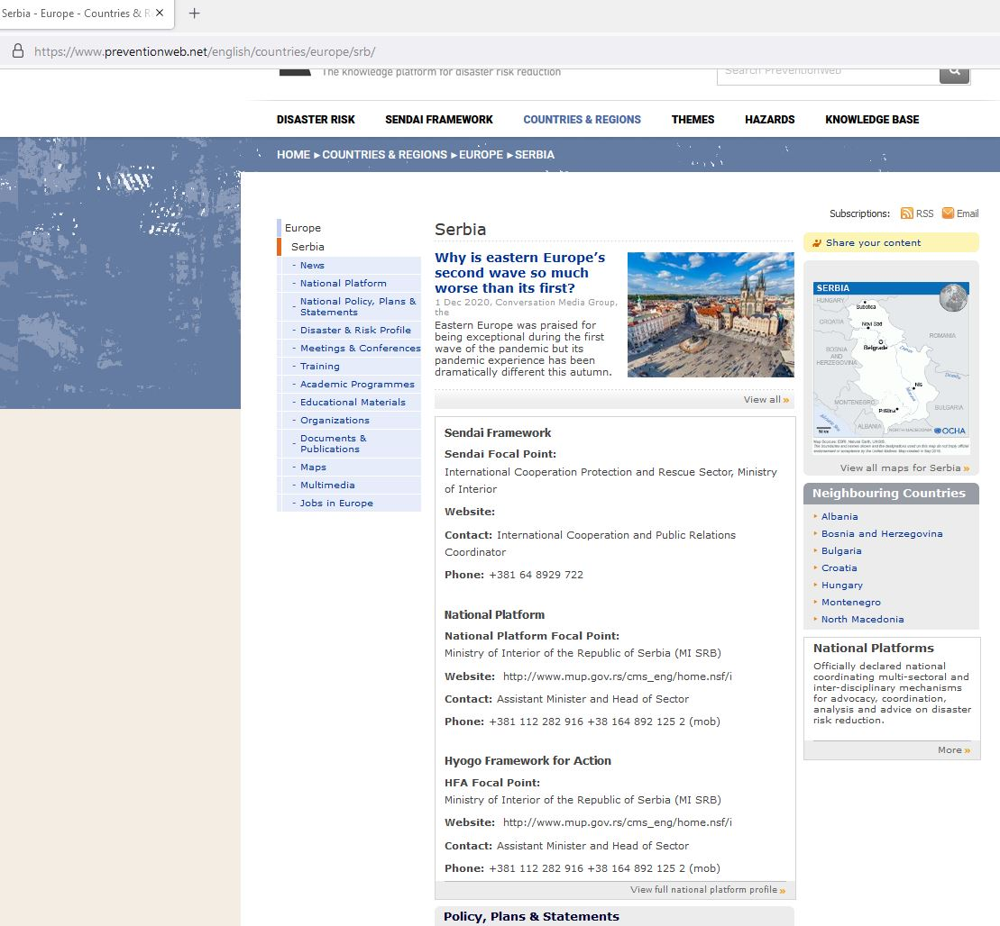 Serbia - Europe - Countries & R
https://www.preventionweb.net/english/countries/europe/srb/
The knowledge platform for disaster risk reduction
Search PreventionWeb
DISASTER RISK
SENDAI FRAMEWORK
COUNTRIES & REGIONS
THEMES
HAZARDS
KNOWLEDGE BASE
HOME ▸ COUNTRIES & REGIONS ▸ EUROPE ▸ SERBIA
Subscriptions: RSS Email
Europe
Serbia
- News
- National Platform
- National Policy, Plans &
Statements
- Disaster & Risk Profile
- Meetings & Conferences
- Training
- Academic Programmes
- Educational Materials
- Organizations
- Documents &
Publications
- Maps
- Multimedia
- Jobs in Europe
Serbia
Why is eastern Europe's
second wave so much
worse than its first?
1 Dec 2020, Conversation Media Group,
the
Eastern Europe was praised for
being exceptional during the first
wave of the pandemic but its
pandemic experience has been
dramatically different this autumn.
View all »
Sendai Framework
Sendai Focal Point:
International Cooperation Protection and Rescue Sector, Ministry
of Interior
Website:
Contact: International Cooperation and Public Relations
Coordinator
Phone: +381 64 8929 722
National Platform
National Platform Focal Point:
Ministry of Interior of the Republic of Serbia (MI SRB)
Website: http://www.mup.gov.rs/cms_eng/home.nsf/i
Contact: Assistant Minister and Head of Sector
Phone: +381 112 282 916 +38 164 892 125 2 (mob)
Hyogo Framework for Action
HFA Focal Point:
Ministry of Interior of the Republic of Serbia (MI SRB)
Website: http://www.mup.gov.rs/cms_eng/home.nsf/i
Contact: Assistant Minister and Head of Sector
Phone: +381 112 282 916 +38 164 892 125 2 (mob)
View full national platform profile »
Policy, Plans & Statements
Share your content
SERBIA
HUNGARY
Subotica
CROATIA
Novi Sad
ROMANIA
Belgrade
BOSNIA
AND
HERZEGOVINA
Nis
MONTENEGRO
BULGARIA
ALBANIA
NORTH MACEDONIA
OCHA
View all maps for Serbia »
Neighbouring Countries
Albania
Bosnia and Herzegovina
Bulgaria
Croatia
Hungary
Montenegro
North Macedonia
National Platforms
Officially declared national
coordinating multi-sectoral and
inter-disciplinary mechanisms
for advocacy, coordination,
analysis and advice on disaster
risk reduction.
More »